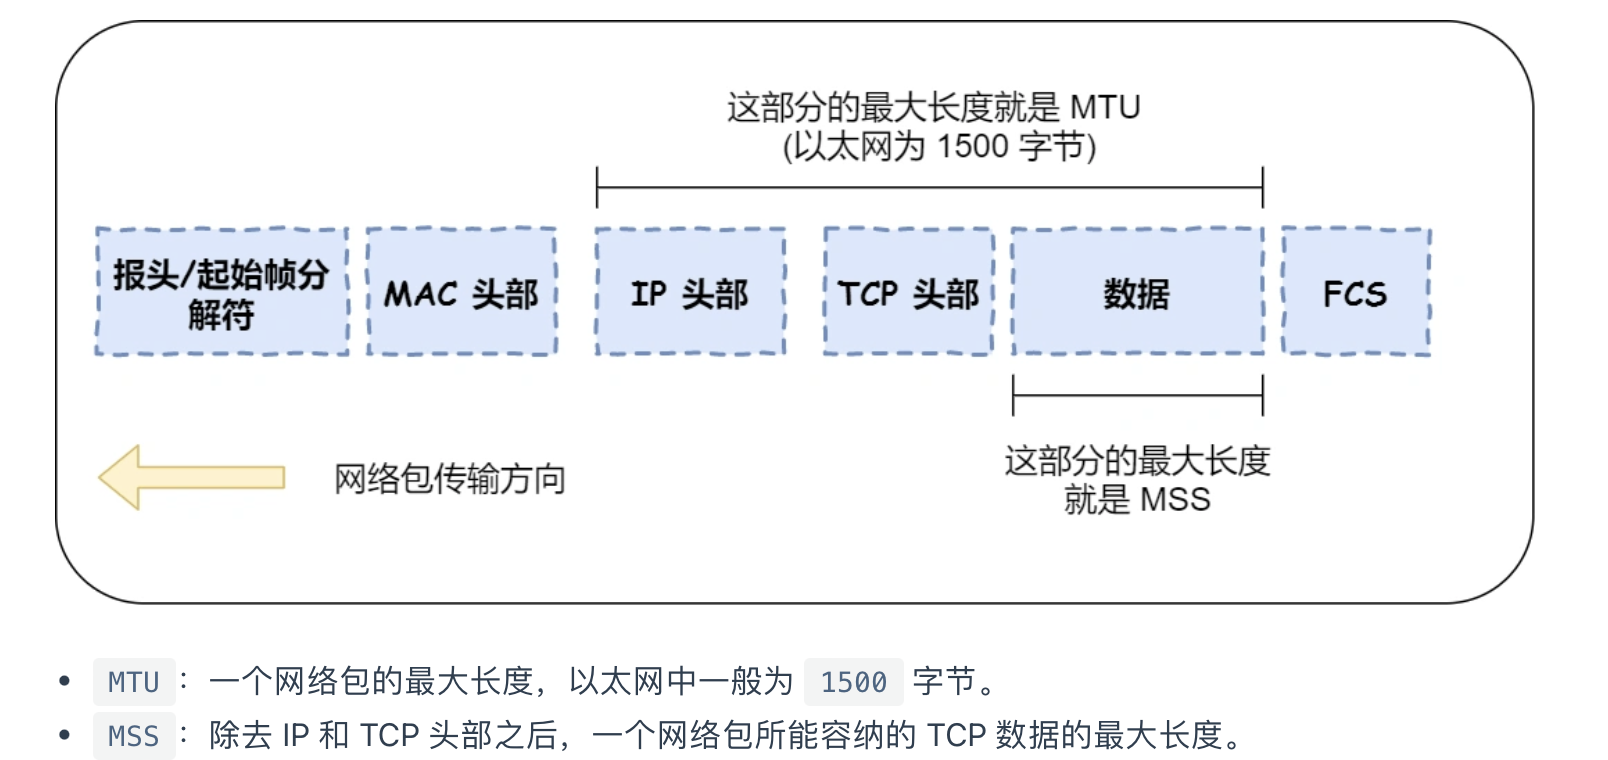 这部分的最大长度就是 MTU
(以太网为 1500 字节)
报头/起始帧分
解符
MAC 头部
IP 头部
TCP 头部
数据
FCS
网络包传输方向
这部分的最大长度
就是 MSS
• MTU：一个网络包的最大长度，以太网中一般为 1500 字节。
• MSS：除去 IP 和 TCP 头部之后，一个网络包所能容纳的 TCP 数据的最大长度。